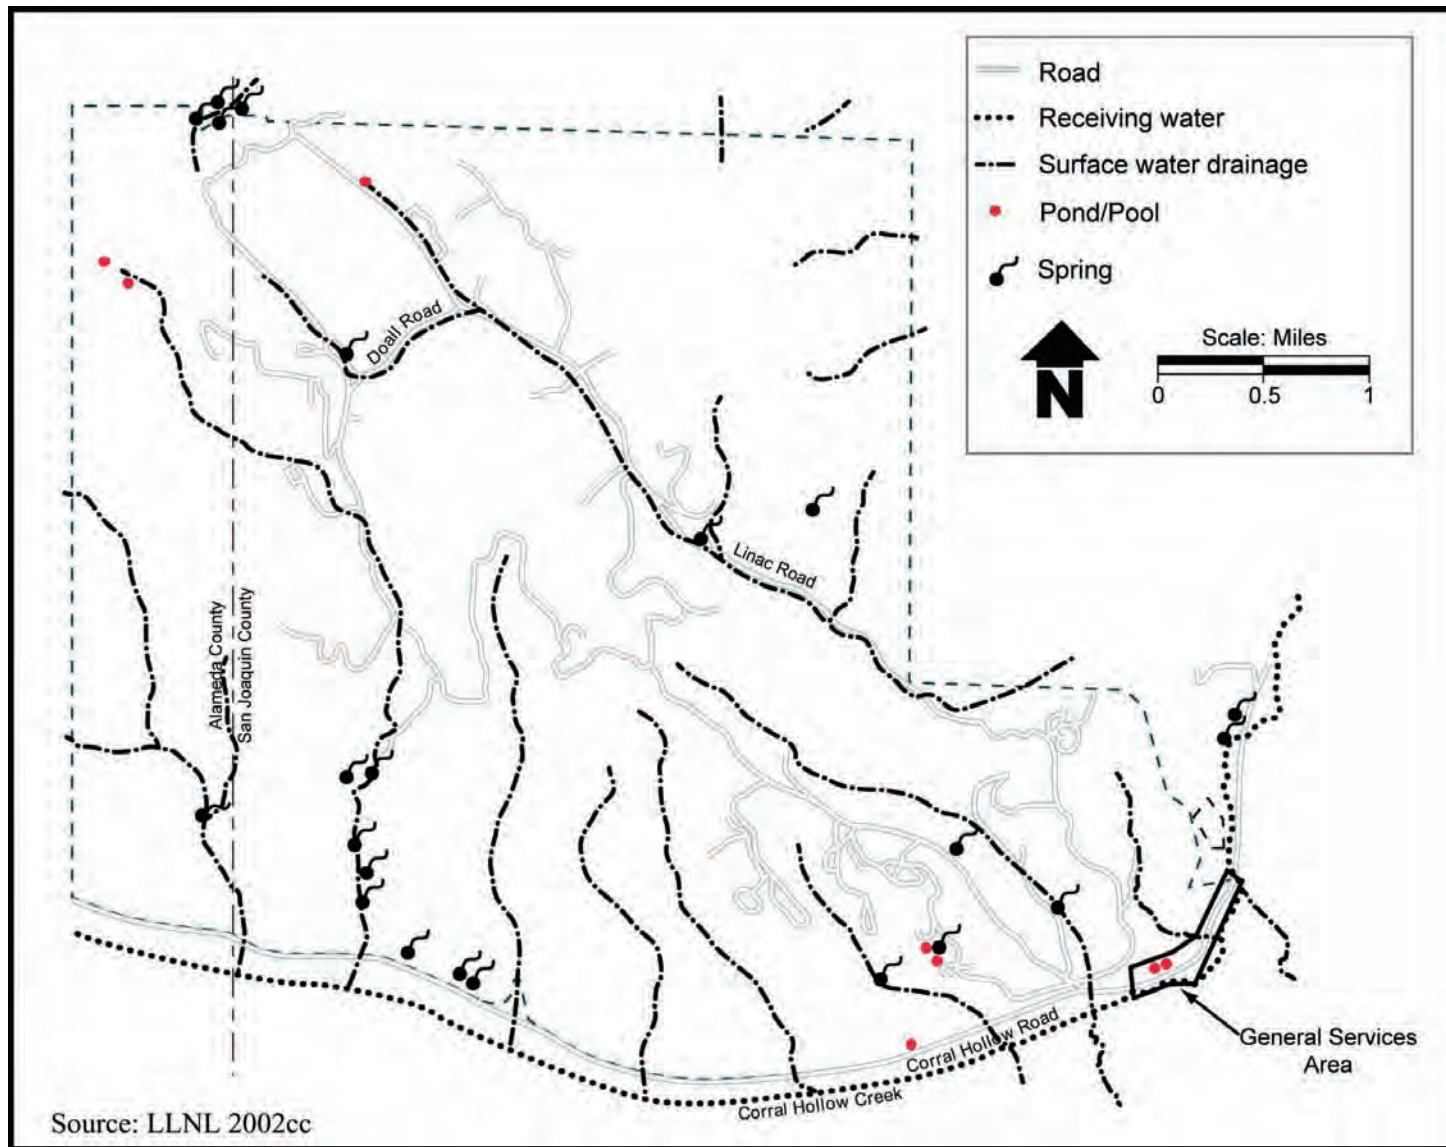 Road
Receiving water
Surface water drainage
Pond/Pool
Spring
N
Scale: Miles
0 0.5 1
Doall Road
Linac Road
Alameda County
San Joaquin County
Corral Hollow Road
Corral Hollow Creek
General Services
Area
Source: LLNL 2002cc